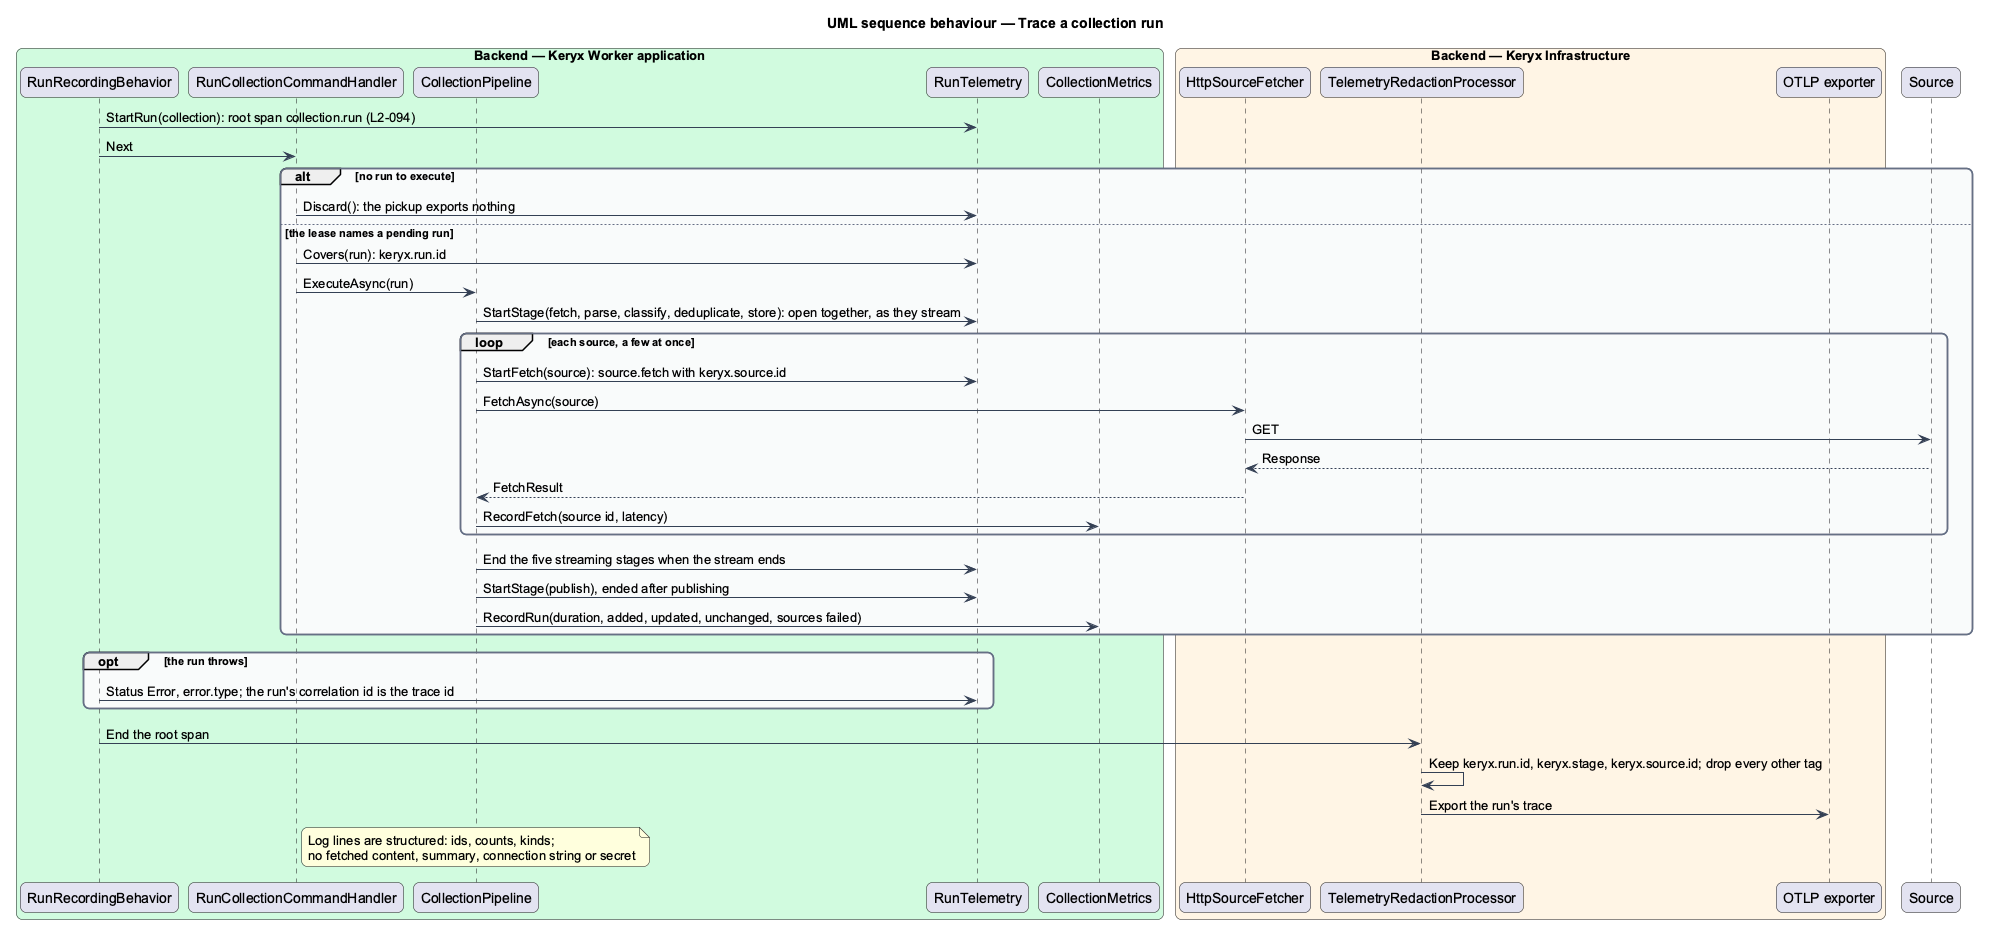 UML sequence behaviour — Trace a collection run
Backend — Keryx Worker application
Backend — Keryx Infrastructure
RunRecordingBehavior
RunCollectionCommandHandler
CollectionPipeline
RunTelemetry
CollectionMetrics
HttpSourceFetcher
TelemetryRedactionProcessor
OTLP exporter
Source
StartRun(collection): root span collection.run (L2-094)
Next
alt
[no run to execute]
Discard(): the pickup exports nothing
[the lease names a pending run]
Covers(run): keryx.run.id
ExecuteAsync(run)
StartStage(fetch, parse, classify, deduplicate, store): open together, as they stream
loop
[each source, a few at once]
StartFetch(source): source.fetch with keryx.source.id
FetchAsync(source)
GET
Response
FetchResult
RecordFetch(source id, latency)
End the five streaming stages when the stream ends
StartStage(publish), ended after publishing
RecordRun(duration, added, updated, unchanged, sources failed)
opt
[the run throws]
Status Error, error.type; the run's correlation id is the trace id
End the root span
Keep keryx.run.id, keryx.stage, keryx.source.id; drop every other tag
Export the run's trace
Log lines are structured: ids, counts, kinds;
no fetched content, summary, connection string or secret
RunRecordingBehavior
RunCollectionCommandHandler
CollectionPipeline
RunTelemetry
CollectionMetrics
HttpSourceFetcher
TelemetryRedactionProcessor
OTLP exporter
Source